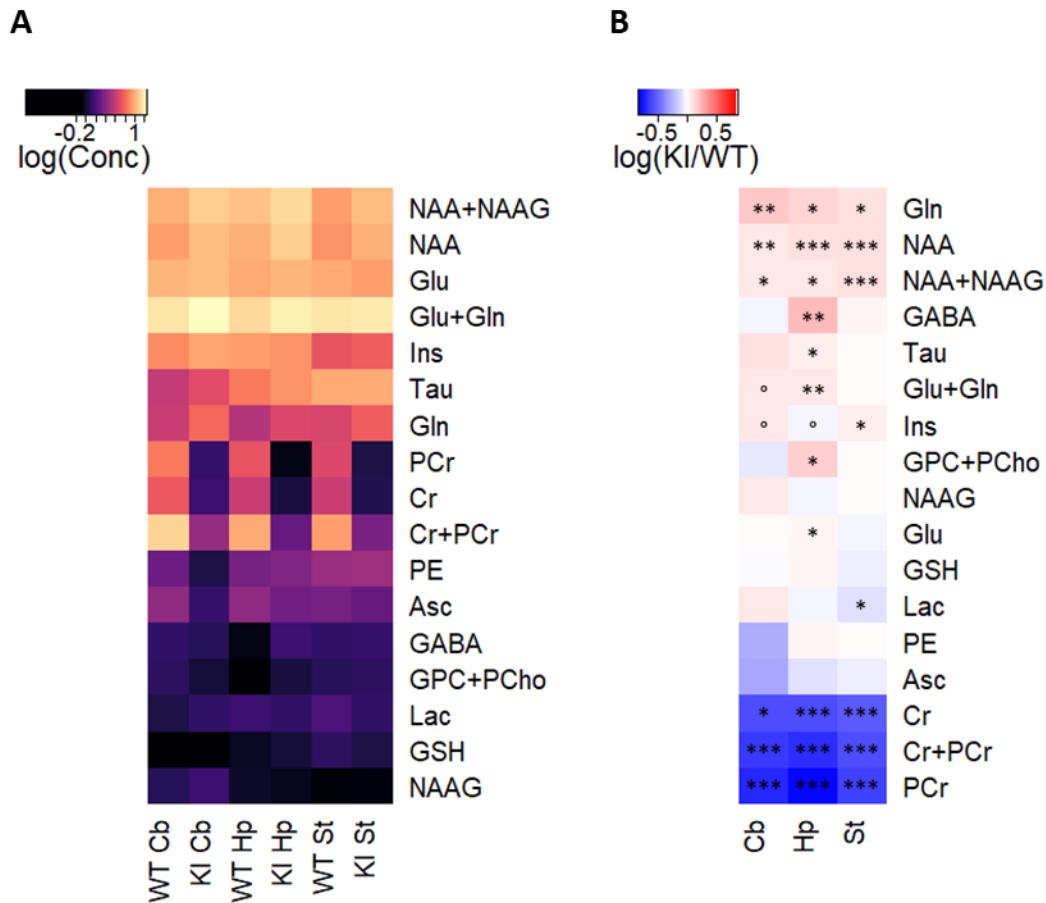 A
B
-0.2 1
log(Conc)
-0.5 0.5
log(KI/WT)
NAA+NAAG
NAA
Glu
Glu+Gln
Ins
Tau
Gln
PCr
Cr
Cr+PCr
PE
Asc
GABA
GPC+PCho
Lac
GSH
NAAG
WT Cb
KI Cb
WT Hp
KI Hp
WT St
KI St
** * * Gln
** *** *** NAA
* * *** NAA+NAAG
** GABA
* Tau
° ** Glu+Gln
° ° * Ins
* GPC+PCho
NAAG
* Glu
GSH
* Lac
PE
Asc
* *** *** Cr
*** *** *** Cr+PCr
*** *** *** PCr
Cb
Hp
St